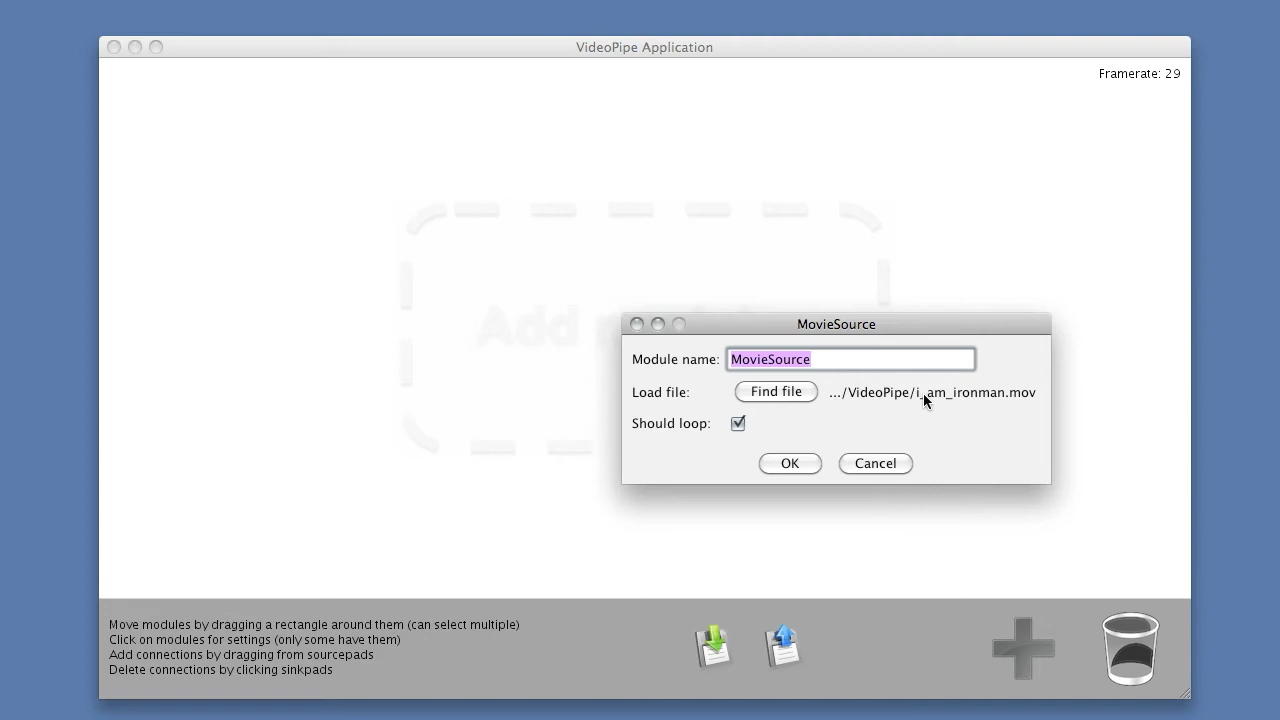 VideoPipe Application
Framerate: 29
Add
MovieSource
Module name: MovieSource
Load file: Find file .../VideoPipe/i_am_ironman.mov
Should loop:
OK Cancel
Move modules by dragging a rectangle around them (can select multiple)
Click on modules for settings (only some have them)
Add connections by dragging from sourcepads
Delete connections by clicking sinkpads